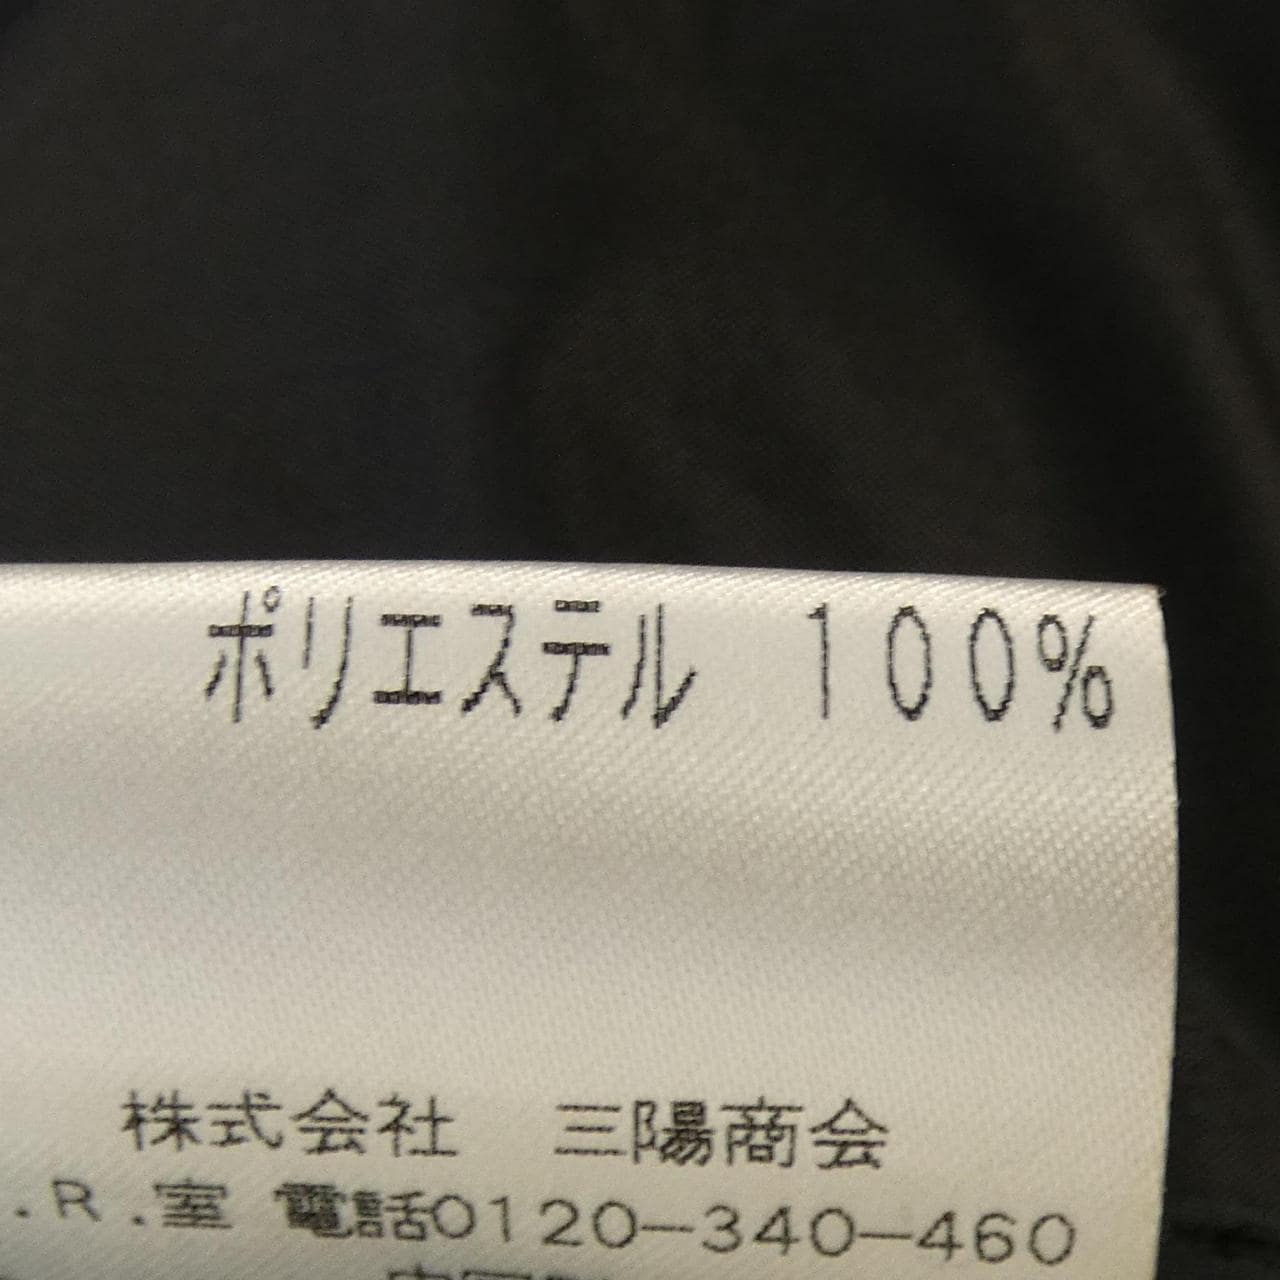 ポリエステル 100%
株式会社 三陽商会
.R.室 電話0120-340-460